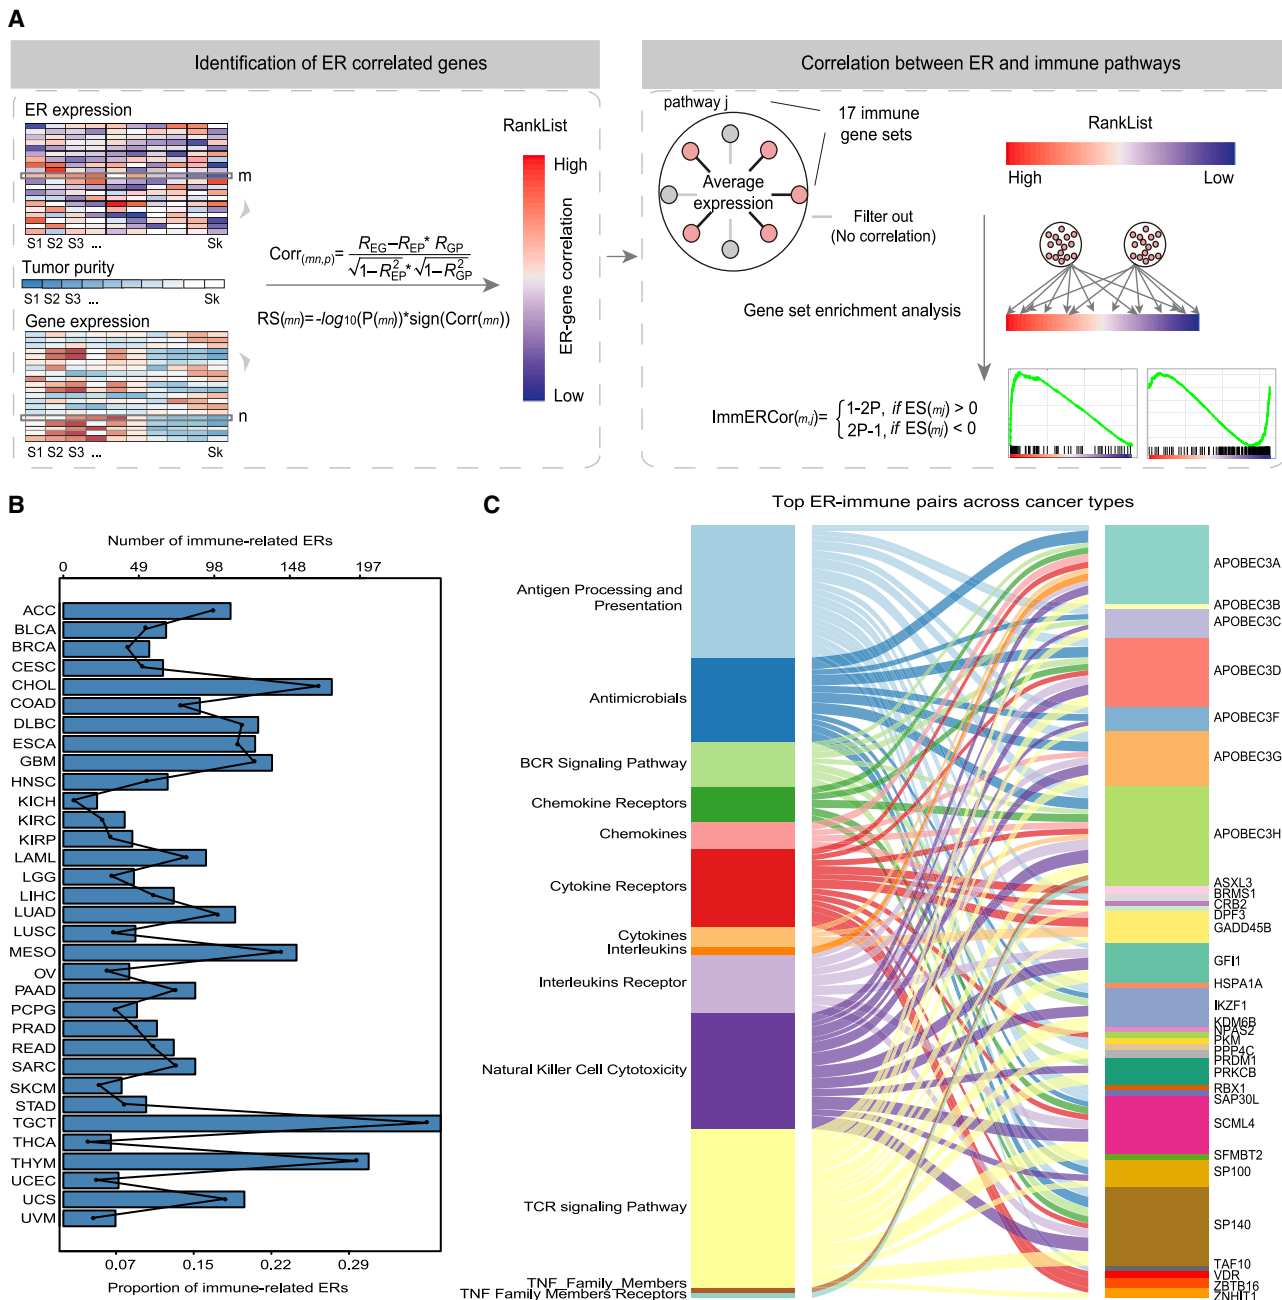 A
Identification of ER correlated genes
Correlation between ER and immune pathways
ER expression
m
S1 S2 S3 ... Sk
Tumor purity
S1 S2 S3 ... Sk
Gene expression
n
S1 S2 S3 ... Sk
Corr(mn,p)= (R_EG − R_EP * R_GP) / (√1−R²_EP * √1−R²_GP)
RS(mn)=-log10(P(mn))*sign(Corr(mn))
RankList
High
ER-gene correlation
Low
pathway j
17 immune
gene sets
Average
expression
Filter out
(No correlation)
RankList
High
Low
Gene set enrichment analysis
ImmERCor(m,j)= { 1-2P, if ES(mj) > 0
2P-1, if ES(mj) < 0
B
Number of immune-related ERs
0 49 98 148 197
ACC
BLCA
BRCA
CESC
CHOL
COAD
DLBC
ESCA
GBM
HNSC
KICH
KIRC
KIRP
LAML
LGG
LIHC
LUAD
LUSC
MESO
OV
PAAD
PCPG
PRAD
READ
SARC
SKCM
STAD
TGCT
THCA
THYM
UCEC
UCS
UVM
0.07 0.15 0.22 0.29
Proportion of immune-related ERs
C
Top ER-immune pairs across cancer types
Antigen Processing and
Presentation
Antimicrobials
BCR Signaling Pathway
Chemokine Receptors
Chemokines
Cytokine Receptors
Cytokines
Interleukins
Interleukins Receptor
Natural Killer Cell Cytotoxicity
TCR signaling Pathway
TNF_Family_Members
TNF Family Members Receptors
APOBEC3A
APOBEC3B
APOBEC3C
APOBEC3D
APOBEC3F
APOBEC3G
APOBEC3H
ASXL3
BRMS1
CRB2
DPF3
GADD45B
GFI1
HSPA1A
IKZF1
KDM6B
NPAS2
PKM
PPP4C
PRDM1
PRKCB
RBX1
SAP30L
SCML4
SFMBT2
SP100
SP140
TAF10
VDR
ZBTB16
ZNHIT1